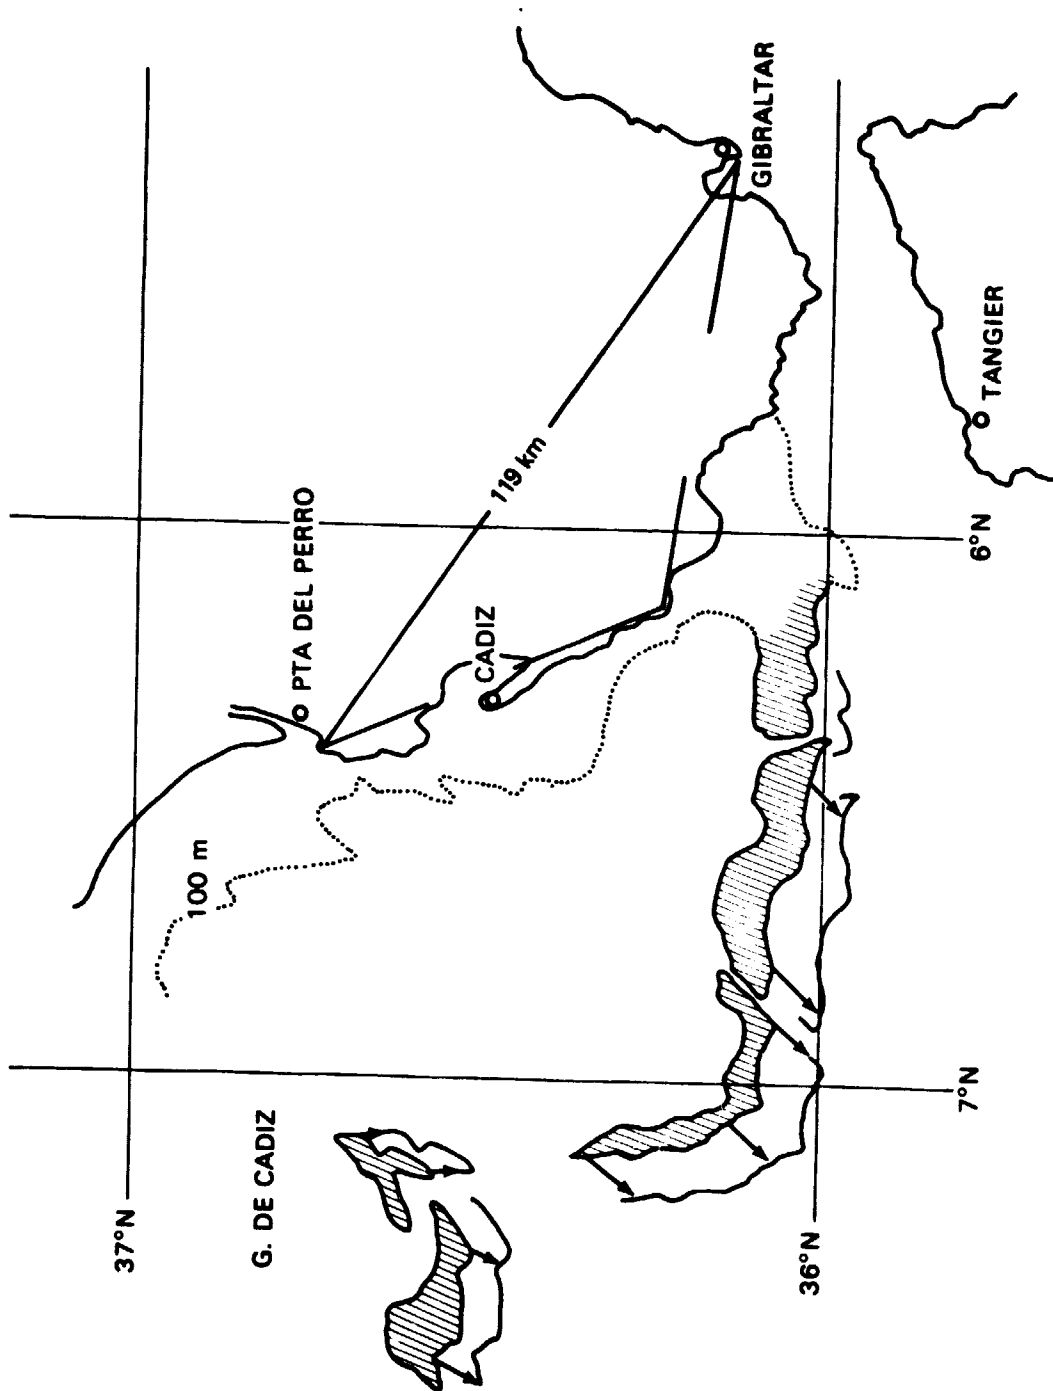 37°N
G. DE CADIZ
100 m
PTA DEL PERRO
CADIZ
119 km
GIBRALTAR
TANGIER
36°N
7°N
6°N